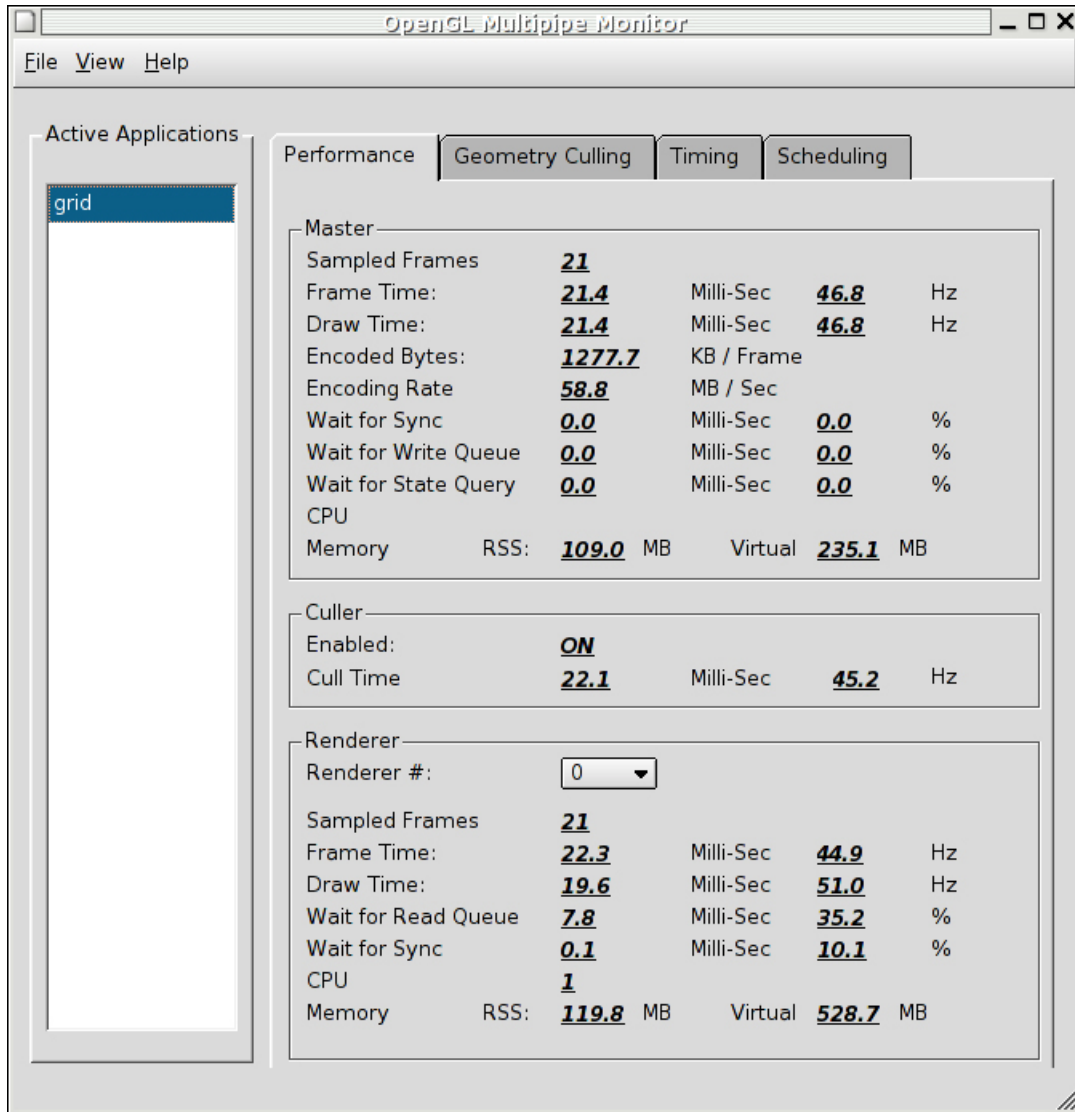 OpenGL Multipipe Monitor
File View Help
Active Applications
grid
Performance Geometry Culling Timing Scheduling
Master
Sampled Frames 21
Frame Time: 21.4 Milli-Sec 46.8 Hz
Draw Time: 21.4 Milli-Sec 46.8 Hz
Encoded Bytes: 1277.7 KB / Frame
Encoding Rate 58.8 MB / Sec
Wait for Sync 0.0 Milli-Sec 0.0 %
Wait for Write Queue 0.0 Milli-Sec 0.0 %
Wait for State Query 0.0 Milli-Sec 0.0 %
CPU
Memory RSS: 109.0 MB Virtual 235.1 MB
Culler
Enabled: ON
Cull Time 22.1 Milli-Sec 45.2 Hz
Renderer
Renderer #: 0
Sampled Frames 21
Frame Time: 22.3 Milli-Sec 44.9 Hz
Draw Time: 19.6 Milli-Sec 51.0 Hz
Wait for Read Queue 7.8 Milli-Sec 35.2 %
Wait for Sync 0.1 Milli-Sec 10.1 %
CPU 1
Memory RSS: 119.8 MB Virtual 528.7 MB